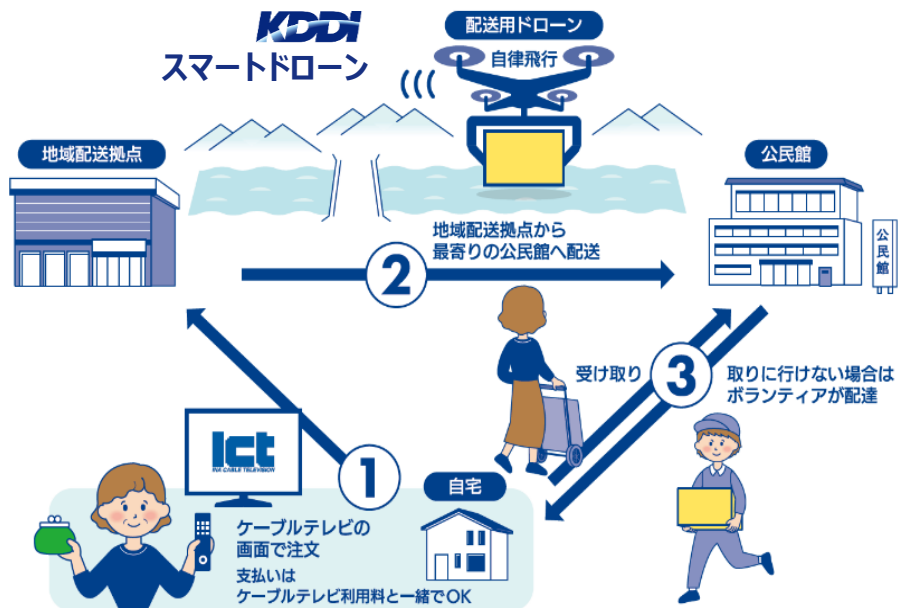 KDDI
スマートドローン
配送用ドローン
自律飛行
地域配送拠点
公民館
公民館
地域配送拠点から
最寄りの公民館へ配送
2
受け取り
3
取りに行けない場合は
ボランティアが配達
Ict
INA CABLE TELEVISION
1
自宅
ケーブルテレビの
画面で注文
支払いは
ケーブルテレビ利用料と一緒でOK